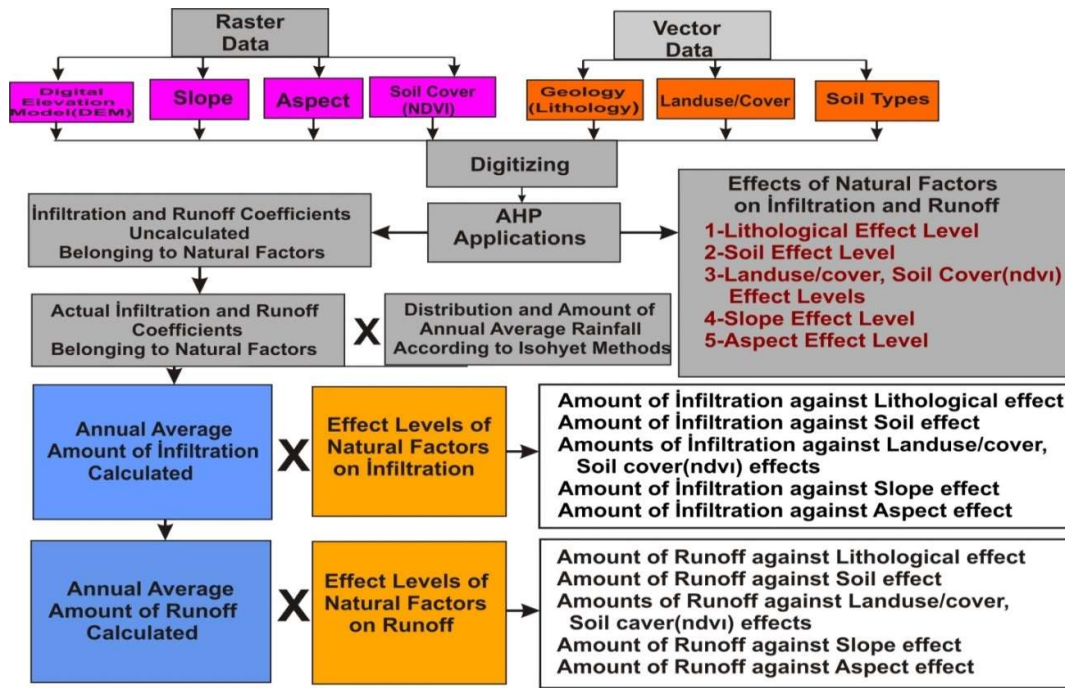 Raster
Data
Vector
Data
Digital
Elevation
Model(DEM)
Slope
Aspect
Soil Cover
(NDVI)
Geology
(Lithology)
Landuse/Cover
Soil Types
Digitizing
İnfiltration and Runoff Coefficients
Uncalculated
Belonging to Natural Factors
AHP
Applications
Effects of Natural Factors
on İnfiltration and Runoff
1-Lithological Effect Level
2-Soil Effect Level
3-Landuse/cover, Soil Cover(ndvı)
Effect Levels
4-Slope Effect Level
5-Aspect Effect Level
Actual İnfiltration and Runoff
Coefficients
Belonging to Natural Factors
X
Distribution and Amount of
Annual Average Rainfall
According to Isohyet Methods
Annual Average
Amount of İnfiltration
Calculated
X
Effect Levels of
Natural Factors
on İnfiltration
Amount of İnfiltration against Lithological effect
Amount of İnfiltration against Soil effect
Amounts of İnfiltration against Landuse/cover,
Soil cover(ndvı) effects
Amount of İnfiltration against Slope effect
Amount of İnfiltration against Aspect effect
Annual Average
Amount of Runoff
Calculated
X
Effect Levels of
Natural Factors
on Runoff
Amount of Runoff against Lithological effect
Amount of Runoff against Soil effect
Amounts of Runoff against Landuse/cover,
Soil caver(ndvı) effects
Amount of Runoff against Slope effect
Amount of Runoff against Aspect effect